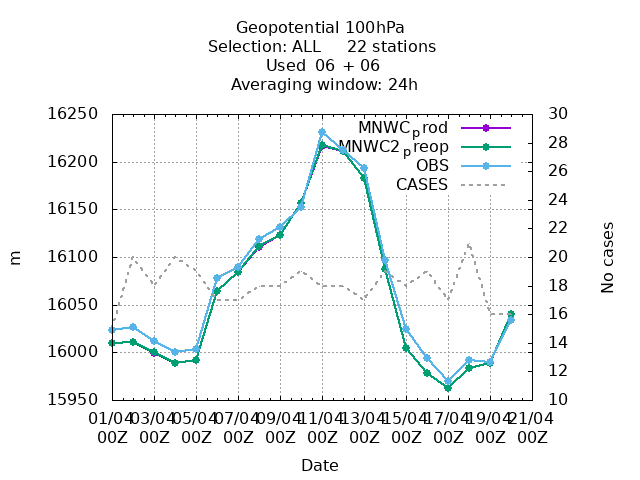 Geopotential 100hPa
Selection: ALL 22 stations
Used 06 + 06
Averaging window: 24h
16250 30
MNWCprod
28
MNWC2preop
16200
OBS
26
CASES
24
16150
22
m
16100 20
No cases
18
16050
16
16000
14
12
15950 10
01/04 03/04 05/04 07/04 09/04 11/04 13/04 15/04 17/04 19/04 21/04
00Z 00Z 00Z 00Z 00Z 00Z 00Z 00Z 00Z 00Z 00Z
Date